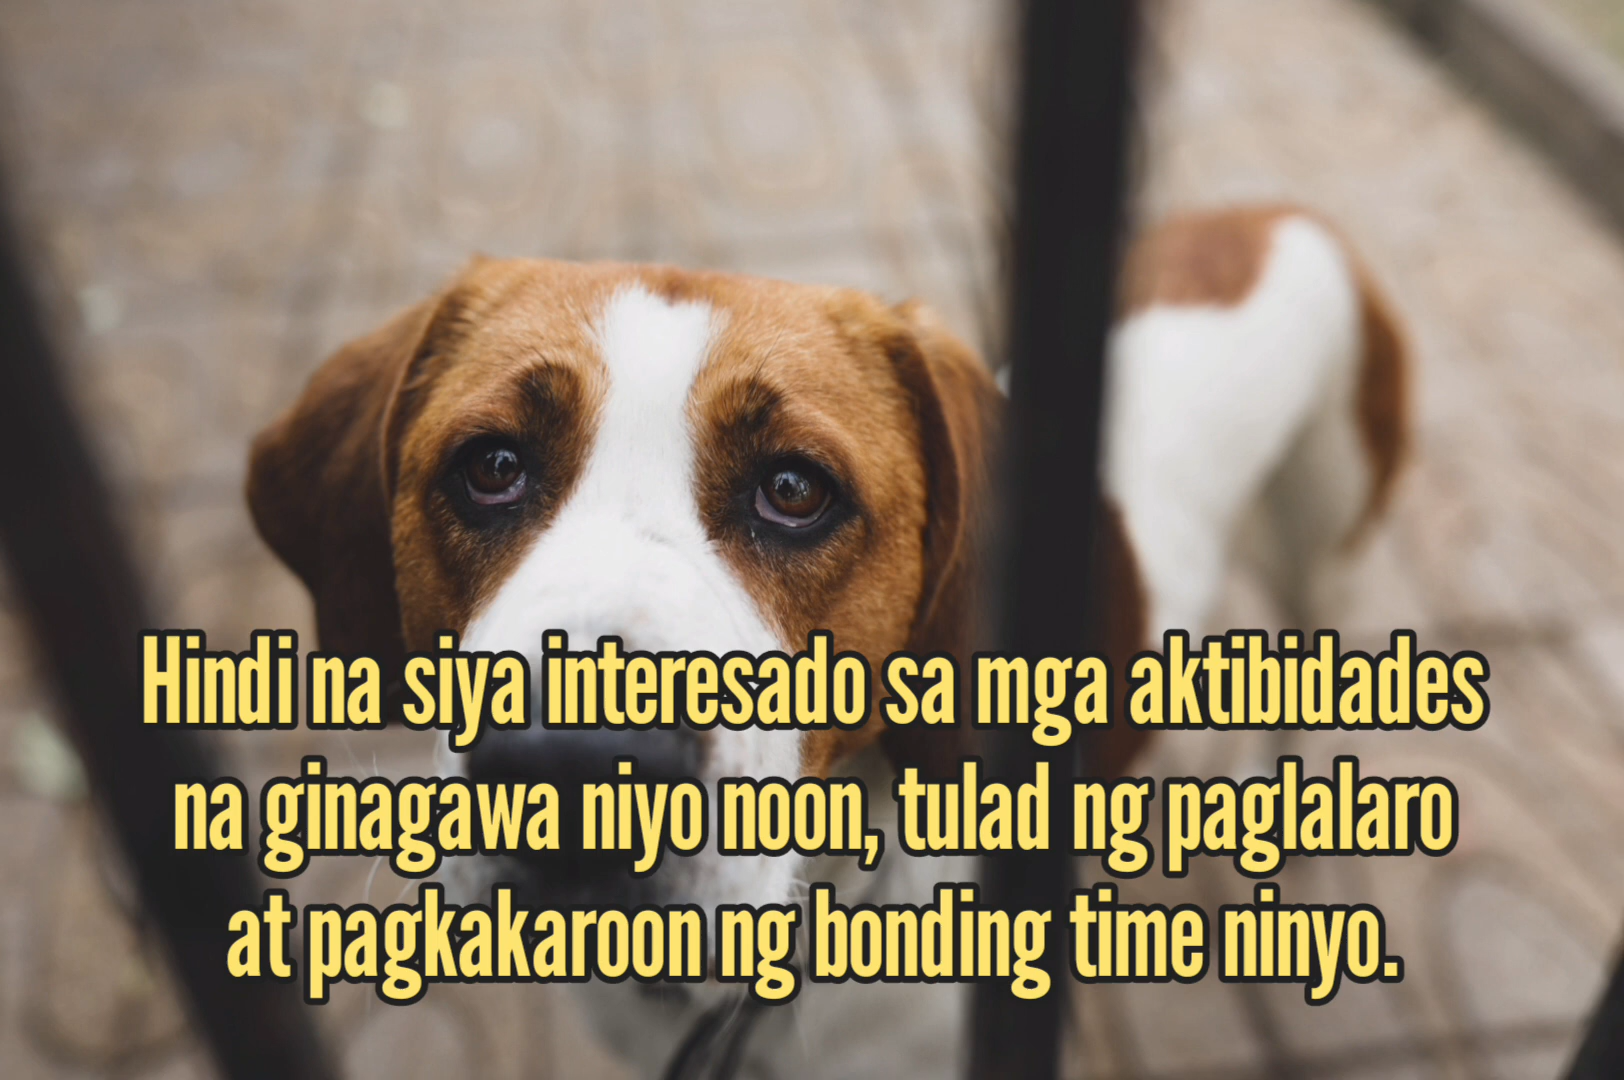 Hindi na siya interesado sa mga aktibidades
na ginagawa niyo noon, tulad ng paglalaro
at pagkakaroon ng bonding time ninyo.